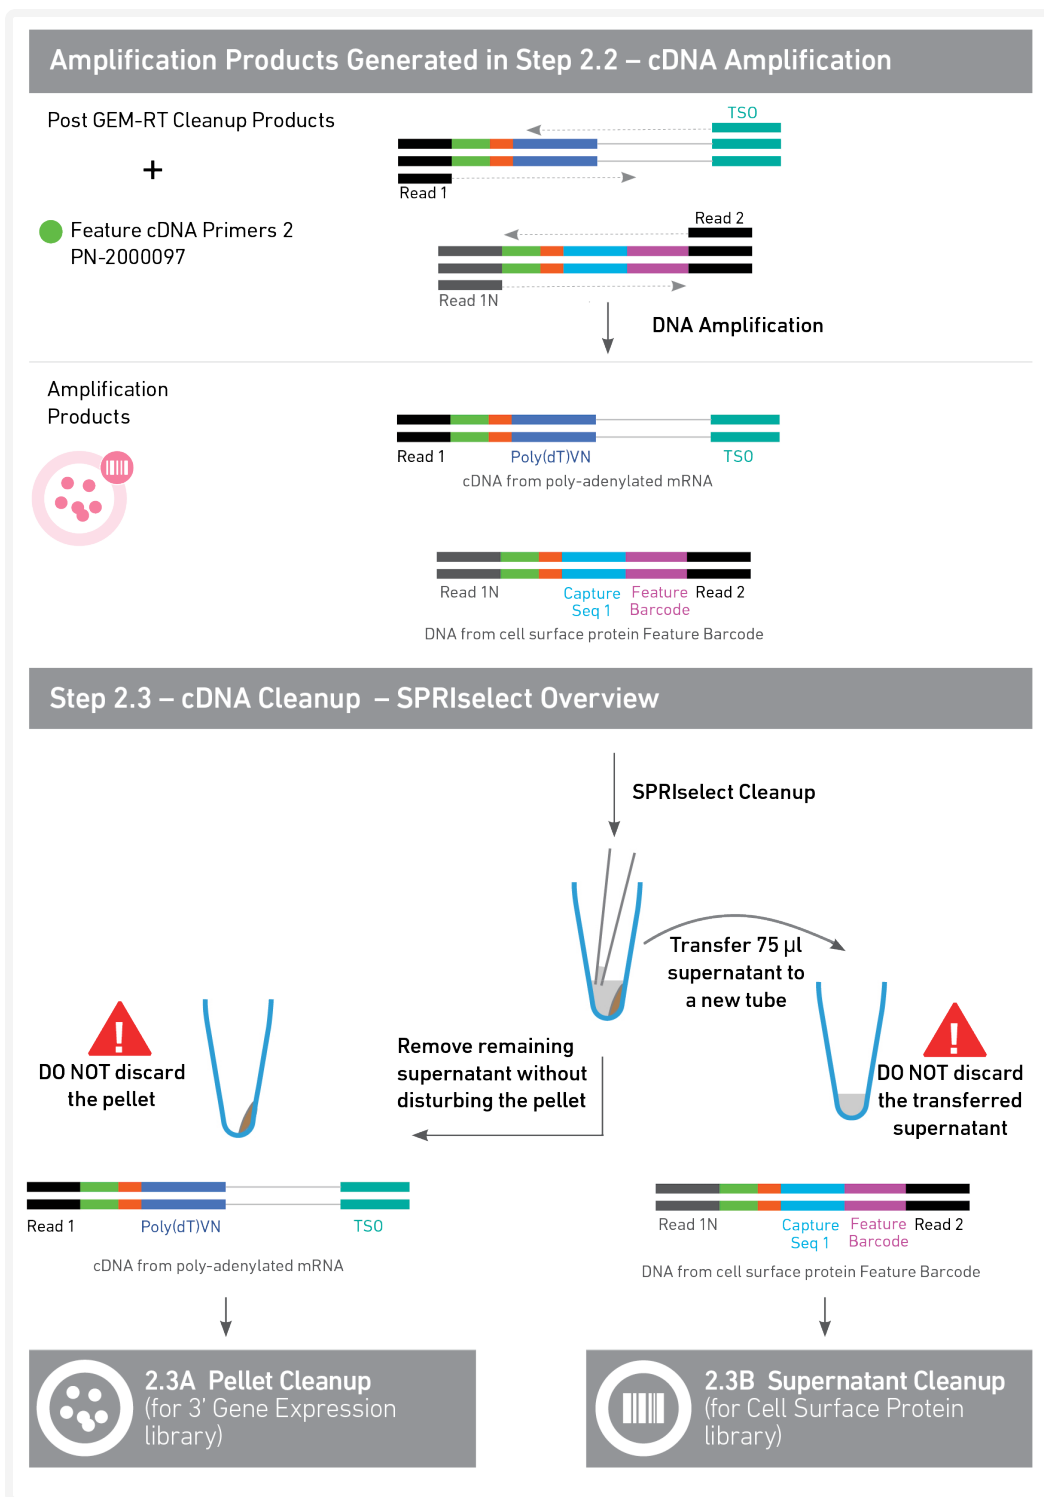 Amplification Products Generated in Step 2.2 – cDNA Amplification
Post GEM-RT Cleanup Products
+
Feature cDNA Primers 2
PN-2000097
TSO
Read 1
Read 2
Read 1N
DNA Amplification
Amplification
Products
Read 1
Poly(dT)VN
TSO
cDNA from poly-adenylated mRNA
Read 1N
Capture
Seq 1
Feature
Barcode
Read 2
DNA from cell surface protein Feature Barcode
Step 2.3 – cDNA Cleanup – SPRIselect Overview
SPRIselect Cleanup
Transfer 75 μl
supernatant to
a new tube
!
DO NOT discard
the pellet
Remove remaining
supernatant without
disturbing the pellet
!
DO NOT discard
the transferred
supernatant
Read 1
Poly(dT)VN
TSO
cDNA from poly-adenylated mRNA
Read 1N
Capture
Seq 1
Feature
Barcode
Read 2
DNA from cell surface protein Feature Barcode
2.3A Pellet Cleanup
(for 3’ Gene Expression
library)
2.3B Supernatant Cleanup
(for Cell Surface Protein
library)